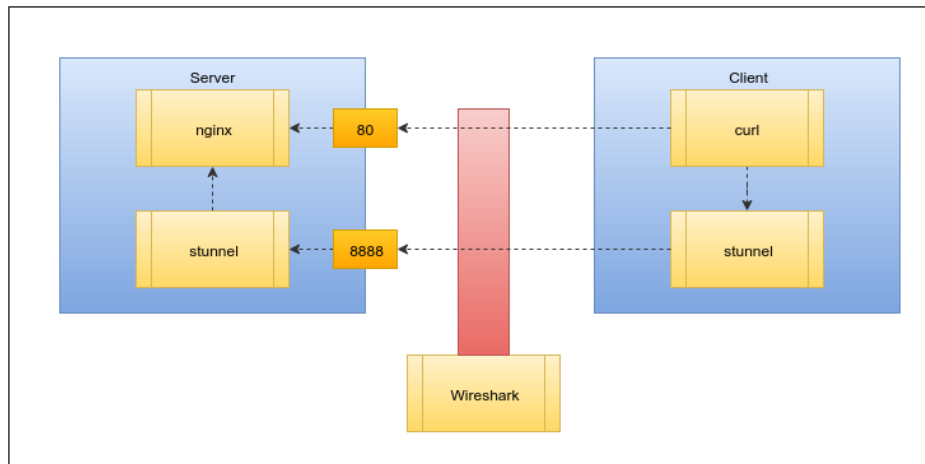 Server
Client
nginx
80
curl
stunnel
8888
stunnel
Wireshark